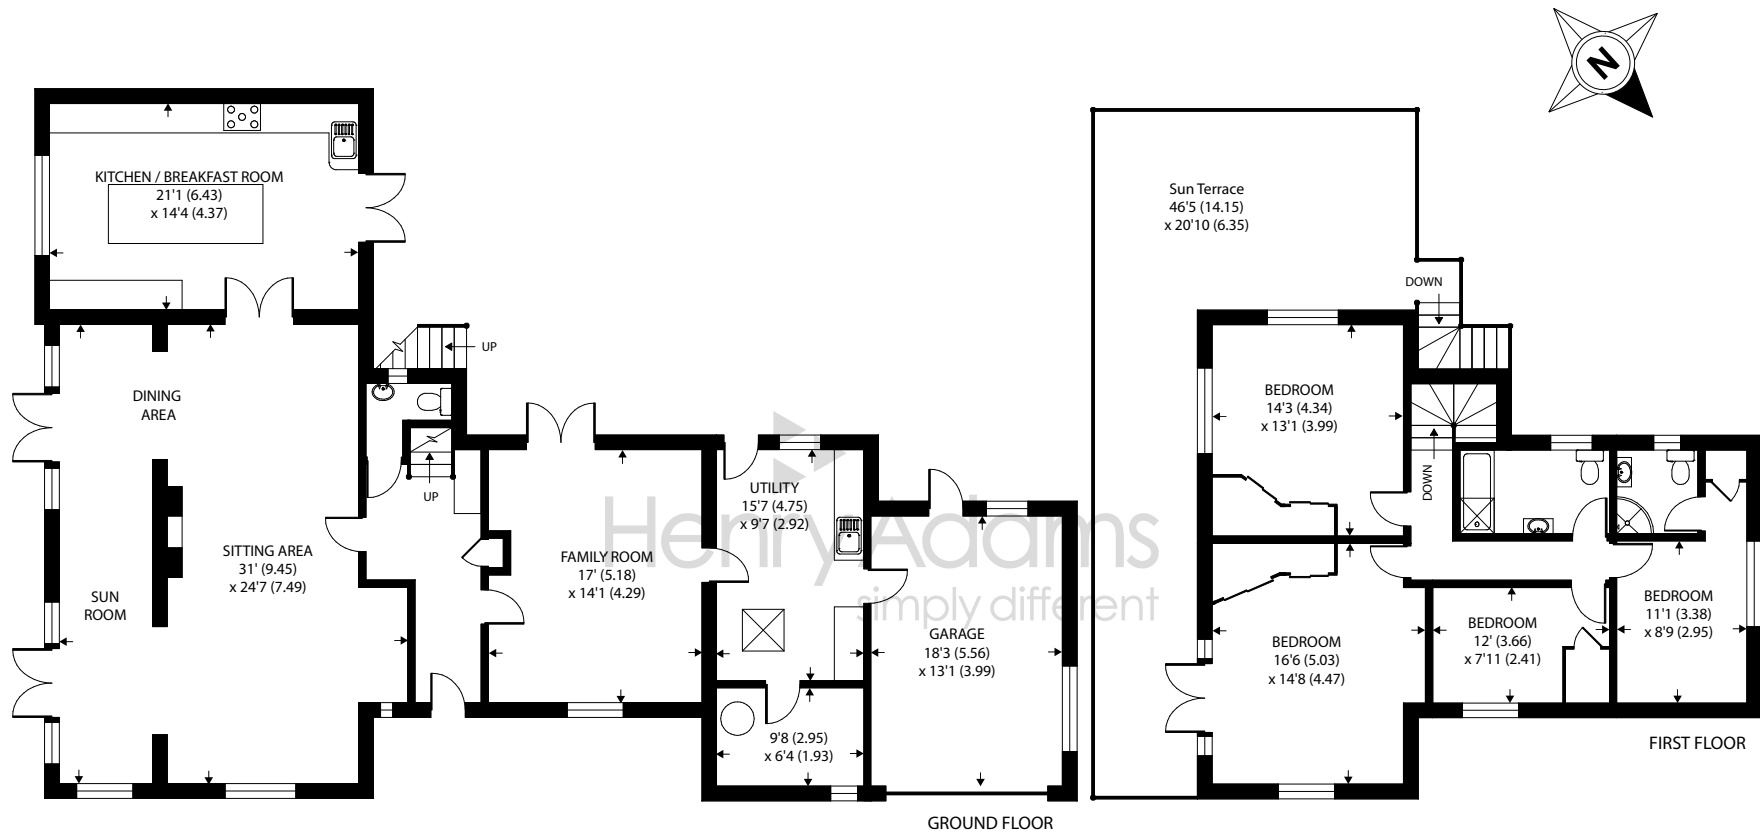 N
KITCHEN / BREAKFAST ROOM
21'1 (6.43)
x 14'4 (4.37)
DINING
AREA
UP
UP
SITTING AREA
31' (9.45)
x 24'7 (7.49)
SUN
ROOM
FAMILY ROOM
17' (5.18)
x 14'1 (4.29)
UTILITY
15'7 (4.75)
x 9'7 (2.92)
9'8 (2.95)
x 6'4 (1.93)
GARAGE
18'3 (5.56)
x 13'1 (3.99)
GROUND FLOOR
Henry Adams
simply different
Sun Terrace
46'5 (14.15)
x 20'10 (6.35)
DOWN
DOWN
BEDROOM
14'3 (4.34)
x 13'1 (3.99)
BEDROOM
16'6 (5.03)
x 14'8 (4.47)
BEDROOM
12' (3.66)
x 7'11 (2.41)
BEDROOM
11'1 (3.38)
x 8'9 (2.95)
FIRST FLOOR